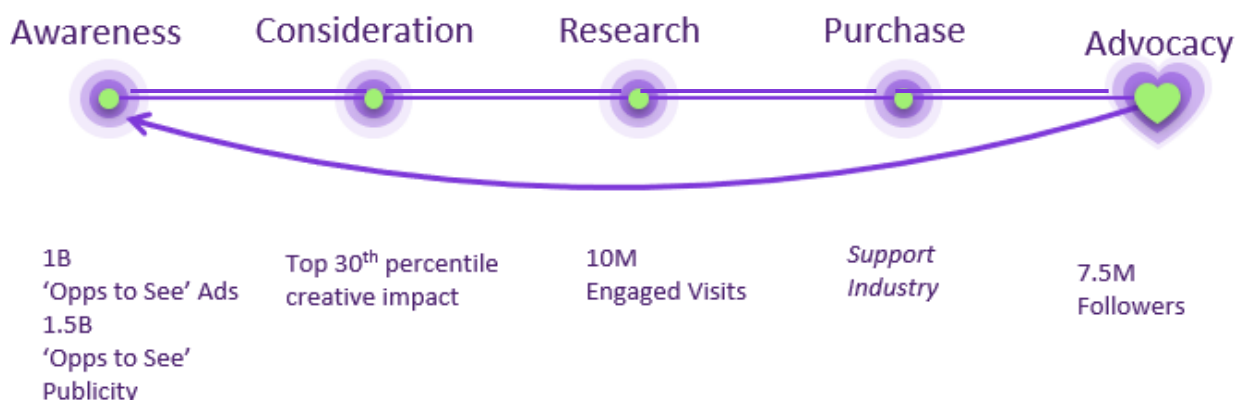 Awareness
Consideration
Research
Purchase
Advocacy
1B
‘Opps to See’ Ads
1.5B
‘Opps to See’
Publicity
Top 30th percentile
creative impact
10M
Engaged Visits
Support
Industry
7.5M
Followers